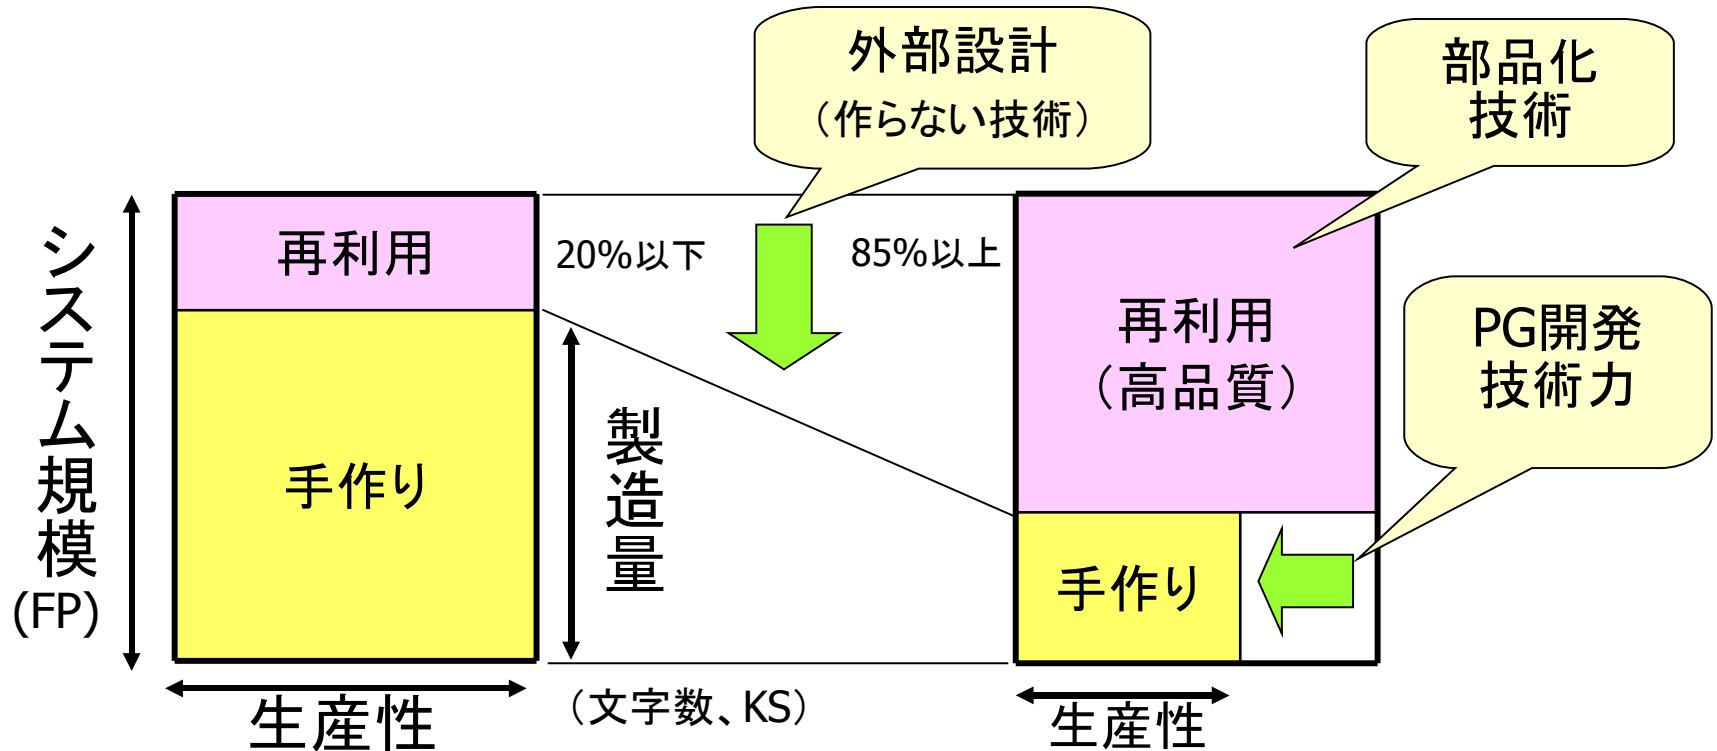 外部設計
（作らない技術）
部品化
技術
システム規模
(FP)
再利用
手作り
20%以下
85%以上
製造量
再利用
（高品質）
手作り
PG開発
技術力
生産性
（文字数、KS）
生産性